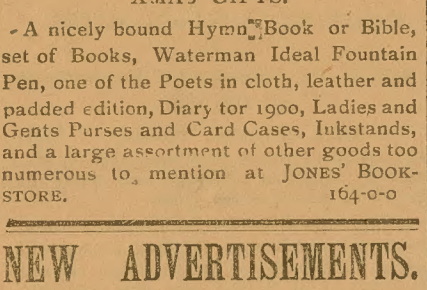 XMAS GIFTS.
A nicely bound Hymn Book or Bible,
set of Books, Waterman Ideal Fountain
Pen, one of the Poets in cloth, leather and
padded edition, Diary tor 1900, Ladies and
Gents Purses and Card Cases, Inkstands,
and a large assortment of other goods too
numerous to mention at JONES' BOOK-
STORE. 164-o-o
NEW ADVERTISEMENTS.